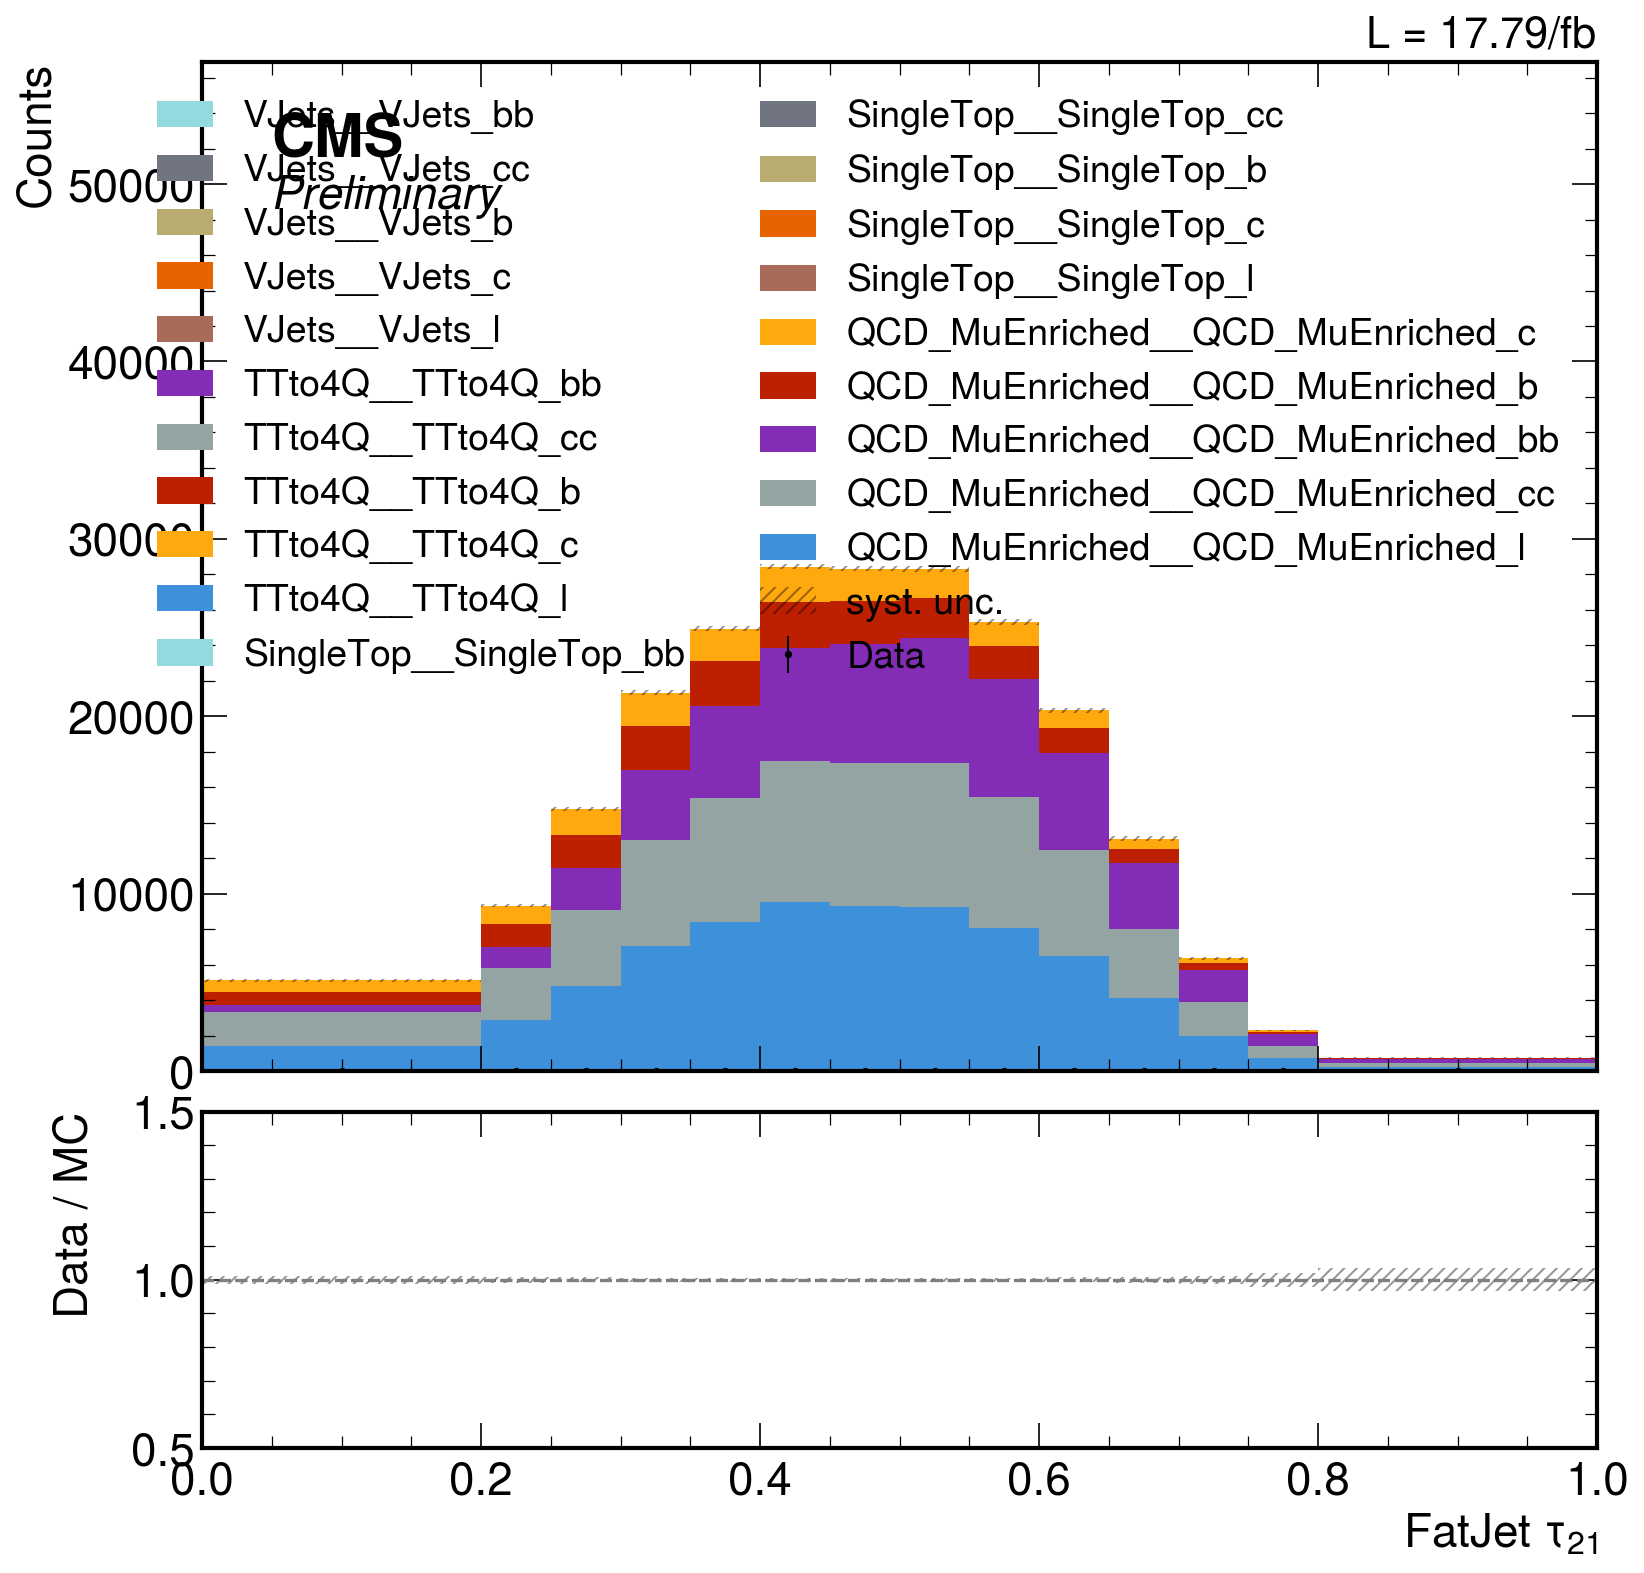 L = 17.79/fb
Counts
CMS
Preliminary
VJets__VJets_bb
VJets__VJets_cc
VJets__VJets_b
VJets__VJets_c
VJets__VJets_l
TTto4Q__TTto4Q_bb
TTto4Q__TTto4Q_cc
TTto4Q__TTto4Q_b
TTto4Q__TTto4Q_c
TTto4Q__TTto4Q_l
SingleTop__SingleTop_bb
SingleTop__SingleTop_cc
SingleTop__SingleTop_b
SingleTop__SingleTop_c
SingleTop__SingleTop_l
QCD_MuEnriched__QCD_MuEnriched_c
QCD_MuEnriched__QCD_MuEnriched_b
QCD_MuEnriched__QCD_MuEnriched_bb
QCD_MuEnriched__QCD_MuEnriched_cc
QCD_MuEnriched__QCD_MuEnriched_l
syst. unc.
Data
50000
40000
30000
20000
10000
0
Data / MC
1.5
1.0
0.5
0.0 0.2 0.4 0.6 0.8 1.0
FatJet τ21